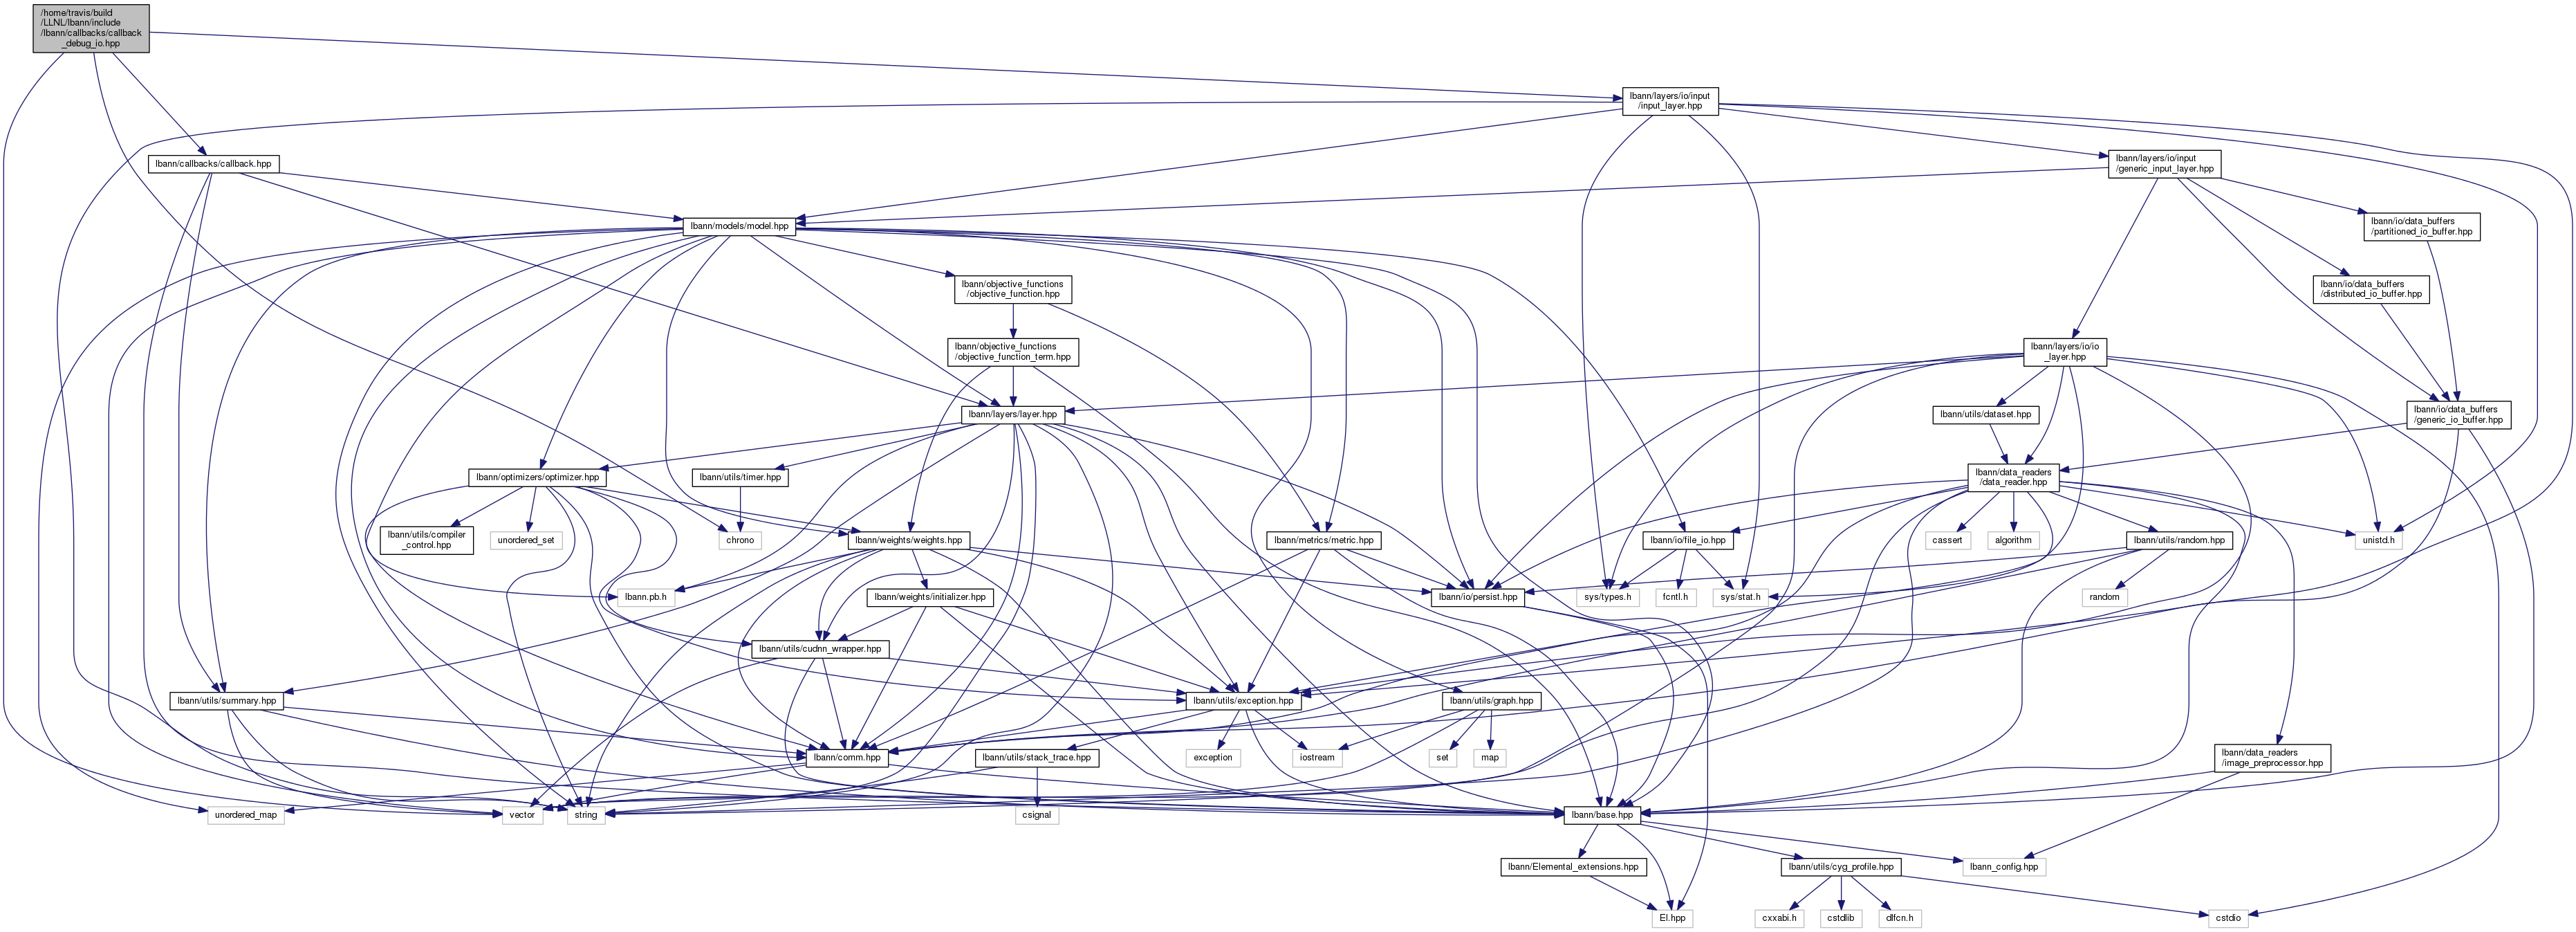 /home/travis/build
/LLNL/lbann/include
/lbann/callbacks/callback
_debug_io.hpp
lbann/layers/io/input
/input_layer.hpp
lbann/callbacks/callback.hpp
lbann/layers/io/input
/generic_input_layer.hpp
lbann/models/model.hpp
lbann/io/data_buffers
/partitioned_io_buffer.hpp
lbann/objective_functions
/objective_function.hpp
lbann/io/data_buffers
/distributed_io_buffer.hpp
lbann/objective_functions
/objective_function_term.hpp
lbann/layers/io/io
_layer.hpp
lbann/layers/layer.hpp
lbann/utils/dataset.hpp
lbann/io/data_buffers
/generic_io_buffer.hpp
lbann/optimizers/optimizer.hpp
lbann/utils/timer.hpp
lbann/data_readers
/data_reader.hpp
lbann/utils/compiler
_control.hpp
unordered_set
chrono
lbann/weights/weights.hpp
lbann/metrics/metric.hpp
lbann/io/file_io.hpp
cassert
algorithm
lbann/utils/random.hpp
unistd.h
lbann.pb.h
lbann/weights/initializer.hpp
lbann/io/persist.hpp
sys/types.h
fcntl.h
sys/stat.h
random
lbann/utils/cudnn_wrapper.hpp
lbann/utils/summary.hpp
lbann/utils/exception.hpp
lbann/utils/graph.hpp
lbann/comm.hpp
lbann/utils/stack_trace.hpp
exception
iostream
set
map
lbann/data_readers
/image_preprocessor.hpp
unordered_map
vector
string
csignal
lbann/base.hpp
lbann/Elemental_extensions.hpp
lbann/utils/cyg_profile.hpp
lbann_config.hpp
El.hpp
cxxabi.h
cstdlib
dlfcn.h
cstdio